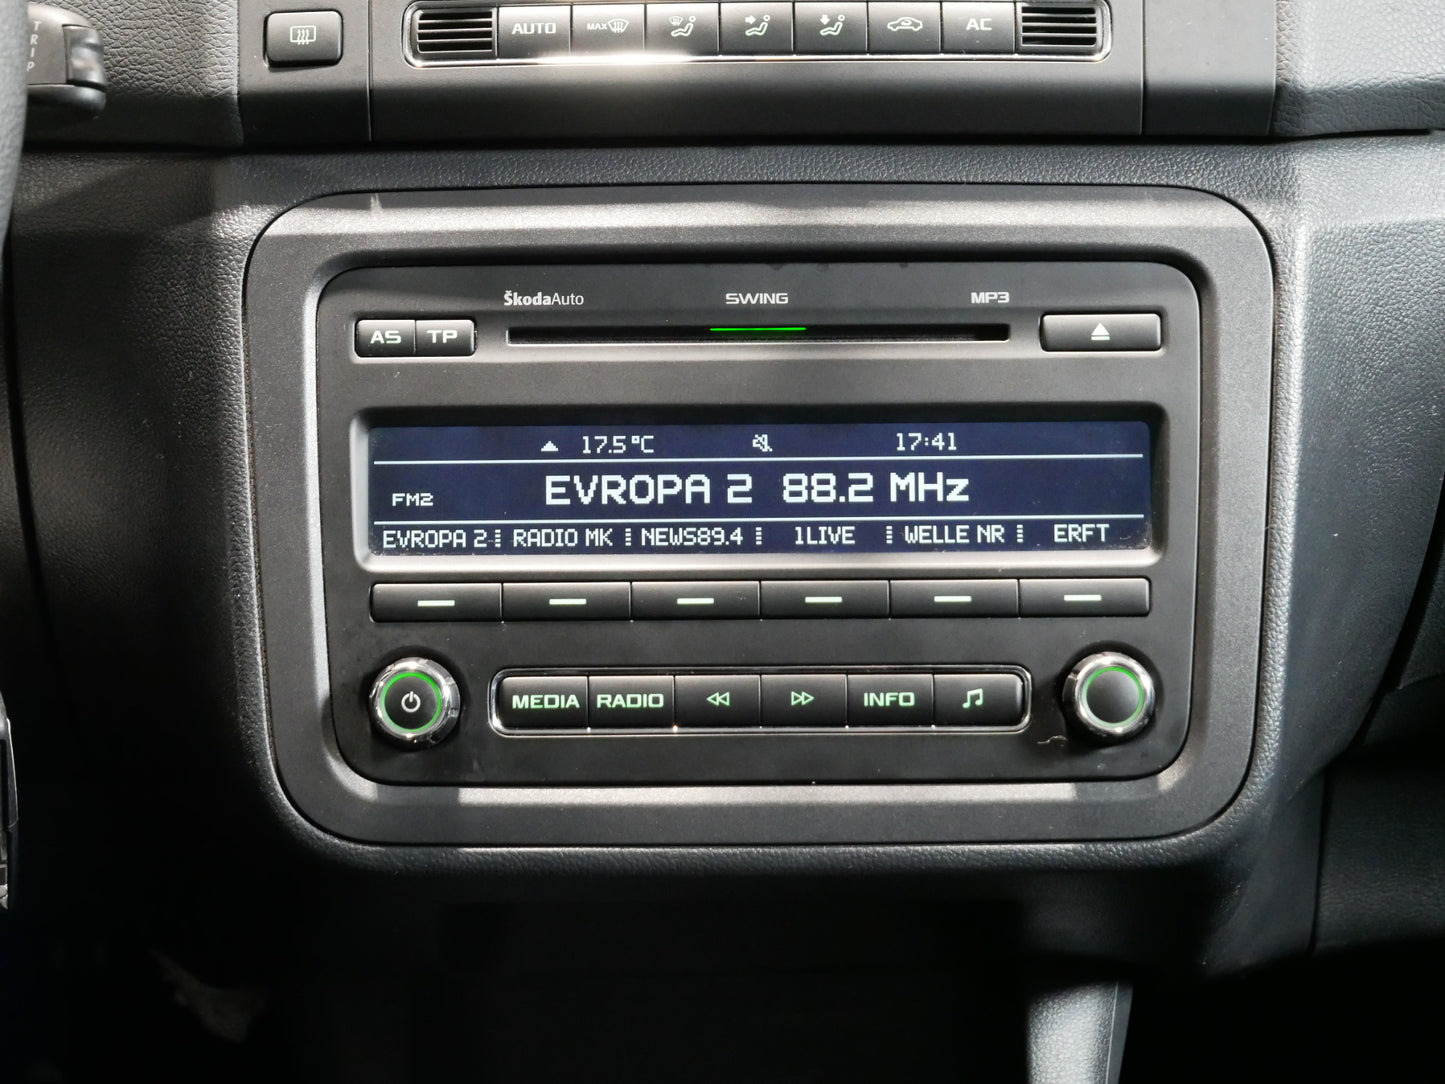 TRIP
AUTO MAX AC
ŠkodaAuto SWING MP3
AS TP
17.5°C 17:41
FM2 EVROPA 2 88.2 MHz
EVROPA 2 RADIO MK NEWS89.4 1LIVE WELLE NR ERFT
MEDIA RADIO INFO